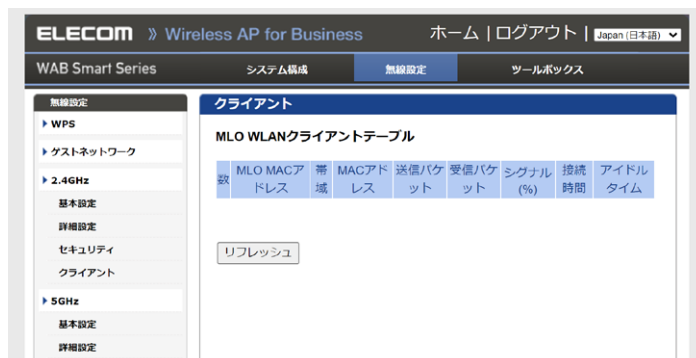 ELECOM » Wireless AP for Business ホーム | ログアウト | Japan (日本語)
WAB Smart Series システム構成 無線設定 ツールボックス
無線設定
WPS
ゲストネットワーク
2.4GHz
基本設定
詳細設定
セキュリティ
クライアント
5GHz
基本設定
詳細設定
クライアント
MLO WLANクライアントテーブル
数 MLO MACア 帯 MACアド 送信パケ 受信パケ シグナル 接続 アイドル
ドレス 域 レス ット ット (%) 時間 タイム
リフレッシュ